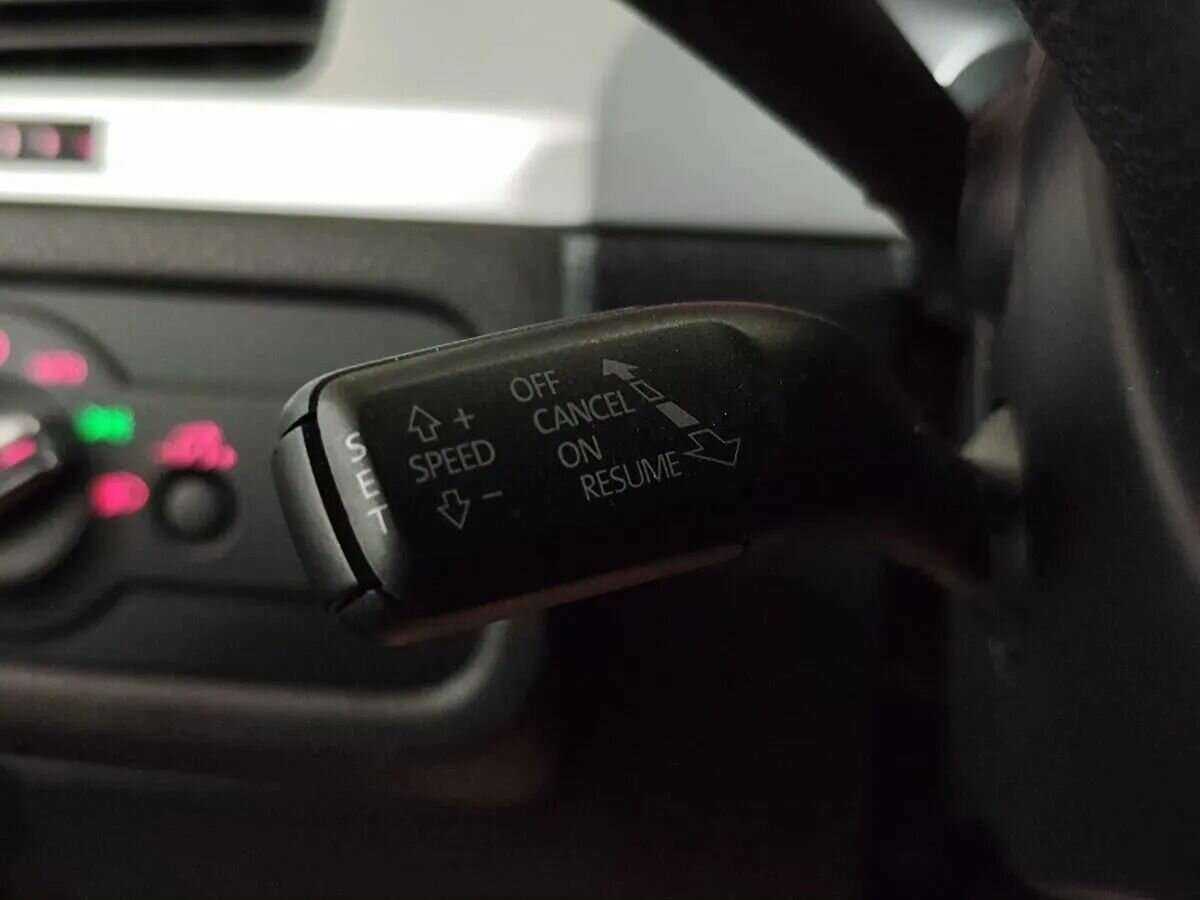 SET
+
SPEED
−
OFF
CANCEL
ON
RESUME